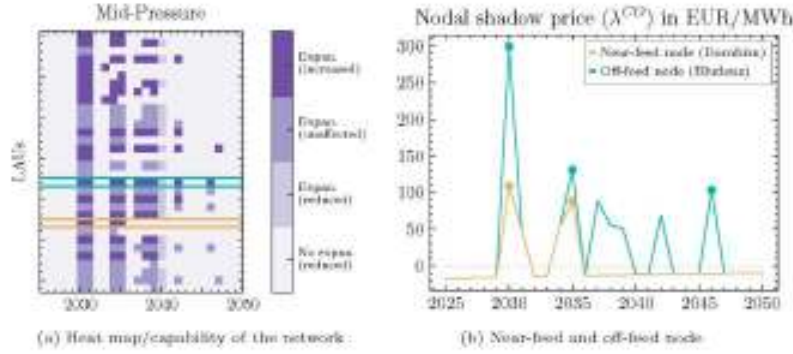 Mid-Pressure
Expan.
(increased)
Expan.
(unaffected)
Expan.
(reduced)
No expan.
(reduced)
LAUs
2030
2040
2050
(a) Heat map/capability of the network
Nodal shadow price (λ) in EUR/MWh
Near-feed node
Off-feed node
300
250
200
150
100
50
0
2025
2030
2035
2040
2045
2050
(b) Near-feed and off-feed node